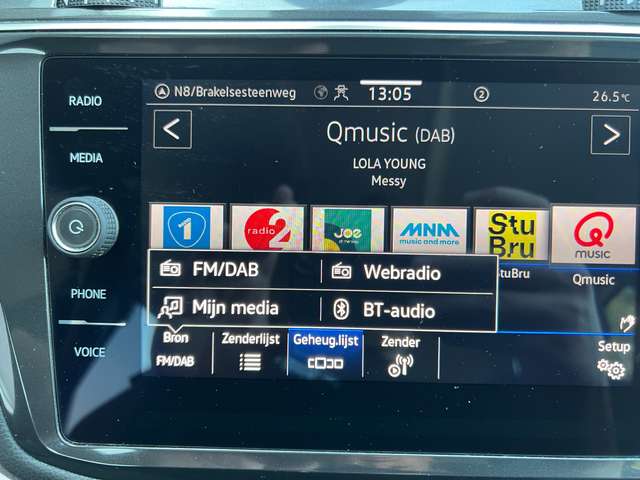 RADIO
MEDIA
PHONE
VOICE
N8/Brakelsesteenweg
13:05
2
26.5°C
Qmusic (DAB)
LOLA YOUNG
Messy
1
radio 2
JOE
MNM
music and more
Stu
Bru
Q
music
StuBru
Qmusic
FM/DAB
Webradio
Mijn media
BT-audio
Bron
FM/DAB
Zenderlijst
Geheug.lijst
Zender
Setup